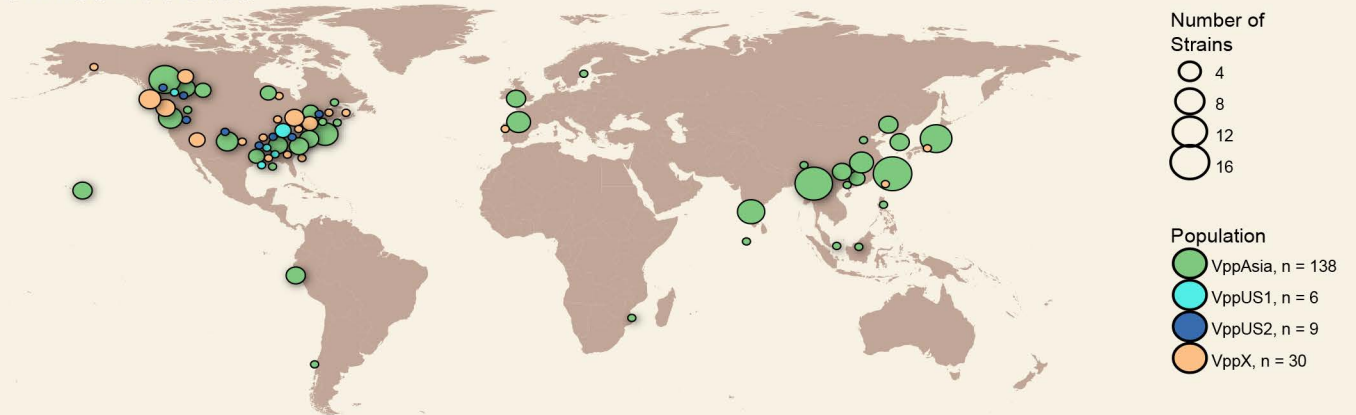 Number of
Strains
4
8
12
16
Population
VppAsia, n = 138
VppUS1, n = 6
VppUS2, n = 9
VppX, n = 30